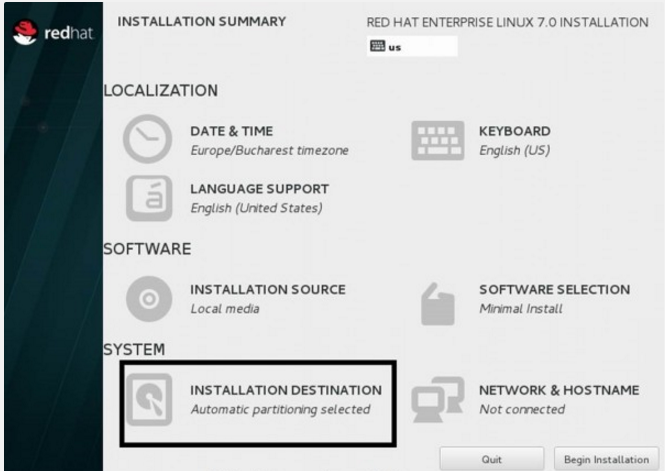 redhat
INSTALLATION SUMMARY
RED HAT ENTERPRISE LINUX 7.0 INSTALLATION
us
LOCALIZATION
DATE & TIME
Europe/Bucharest timezone
KEYBOARD
English (US)
LANGUAGE SUPPORT
English (United States)
SOFTWARE
INSTALLATION SOURCE
Local media
SOFTWARE SELECTION
Minimal Install
SYSTEM
INSTALLATION DESTINATION
Automatic partitioning selected
NETWORK & HOSTNAME
Not connected
Quit
Begin Installation